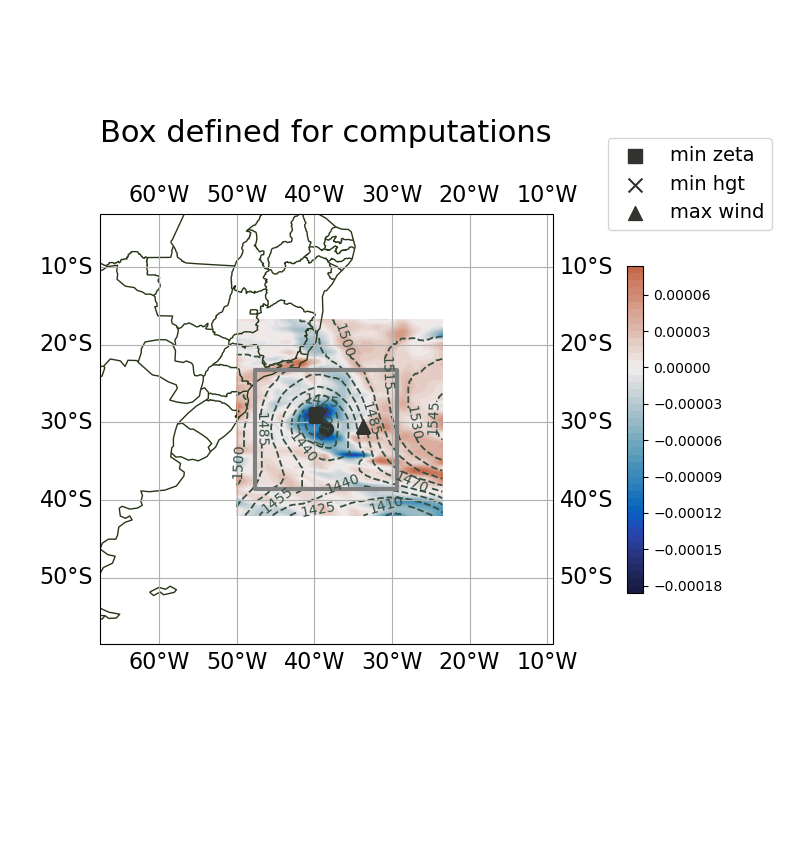 Box defined for computations
min zeta
min hgt
max wind
60°W 50°W 40°W 30°W 20°W 10°W
10°S 10°S
20°S 20°S
30°S 30°S
40°S 40°S
50°S 50°S
60°W 50°W 40°W 30°W 20°W 10°W
1500
1515
1425
1485
1485
1530
1545
1440
1500
1455
1440
1470
1425
1410
0.00006
0.00003
0.00000
−0.00003
−0.00006
−0.00009
−0.00012
−0.00015
−0.00018